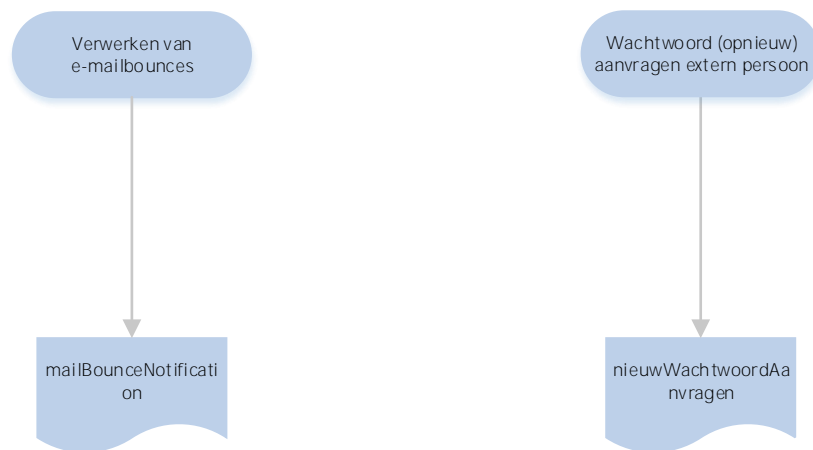 Verwerken van
e-mailbounces
Wachtwoord (opnieuw)
aanvragen extern persoon
mailBounceNotificati
on
nieuwWachtwoordAa
nvragen